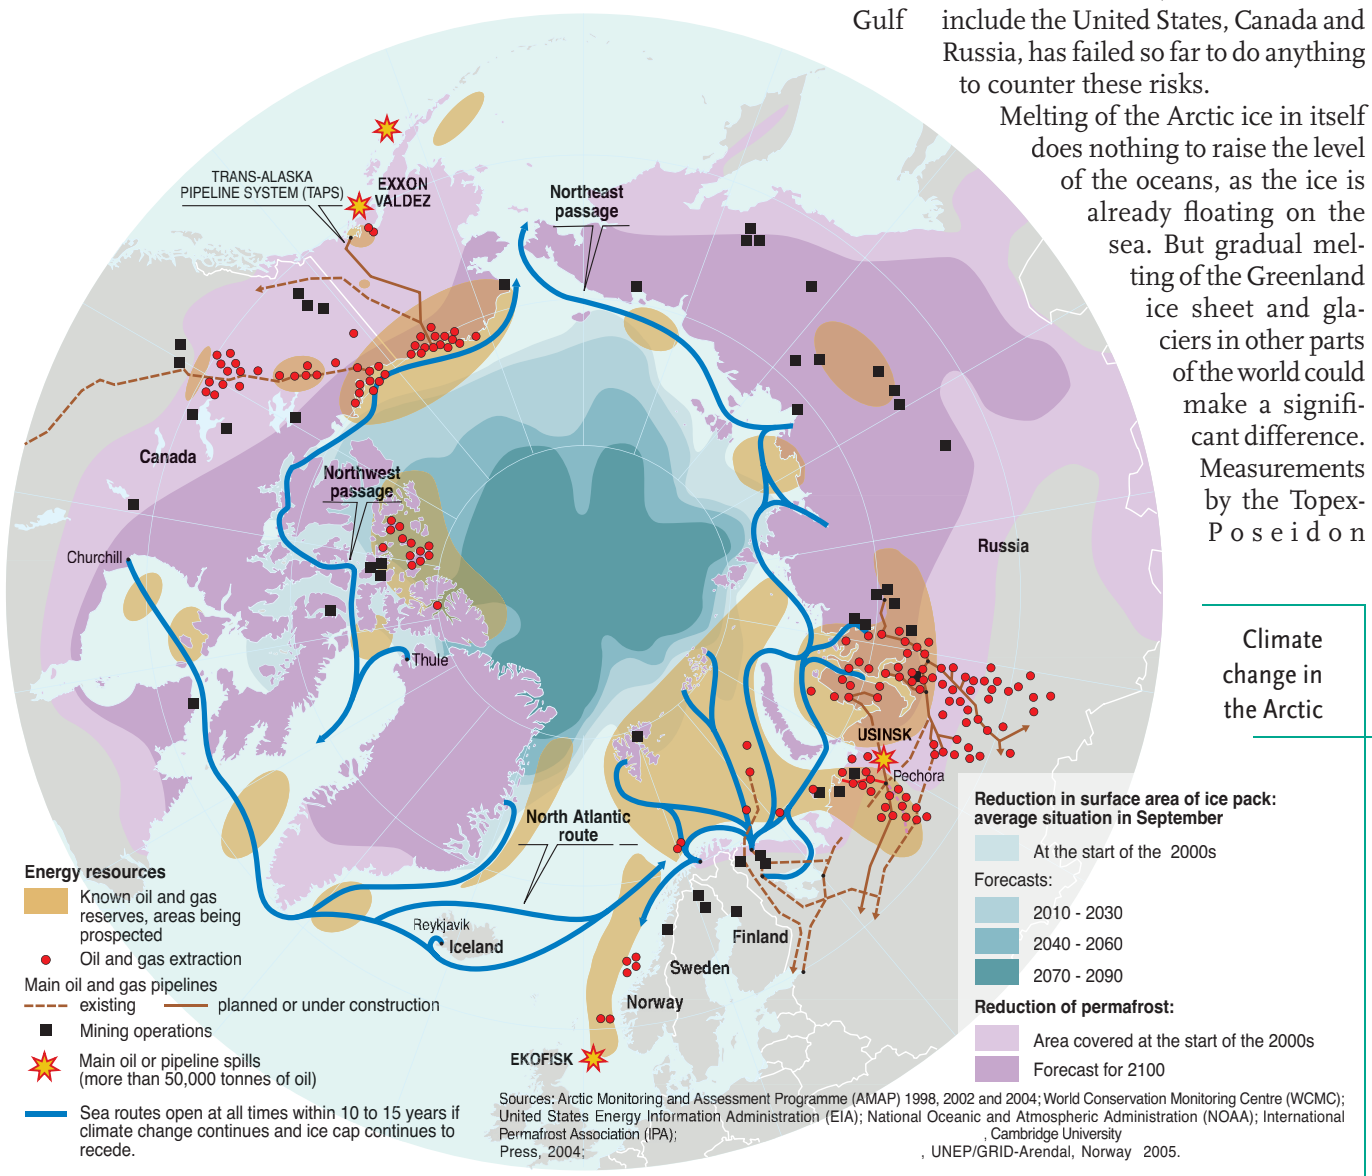 Gulf include the United States, Canada and
Russia, has failed so far to do anything
to counter these risks.
Melting of the Arctic ice in itself
does nothing to raise the level
of the oceans, as the ice is
already floating on the
sea. But gradual mel-
ting of the Greenland
ice sheet and gla-
ciers in other parts
of the world could
make a signifi-
cant difference.
Measurements
by the Topex-
Poseidon
Climate
change in
the Arctic
TRANS-ALASKA
PIPELINE SYSTEM (TAPS)
EXXON
VALDEZ
Northeast
passage
Canada
Northwest
passage
Churchill
Thule
Russia
USINSK
Pechora
North Atlantic
route
Reykjavik
Iceland
Finland
Sweden
Norway
EKOFISK
Energy resources
Known oil and gas
reserves, areas being
prospected
Oil and gas extraction
Main oil and gas pipelines
existing
planned or under construction
Mining operations
Main oil or pipeline spills
(more than 50,000 tonnes of oil)
Sea routes open at all times within 10 to 15 years if
climate change continues and ice cap continues to
recede.
Reduction in surface area of ice pack:
average situation in September
At the start of the 2000s
Forecasts:
2010 - 2030
2040 - 2060
2070 - 2090
Reduction of permafrost:
Area covered at the start of the 2000s
Forecast for 2100
Sources: Arctic Monitoring and Assessment Programme (AMAP) 1998, 2002 and 2004; World Conservation Monitoring Centre (WCMC);
United States Energy Information Administration (EIA); National Oceanic and Atmospheric Administration (NOAA); International
Permafrost Association (IPA); , Cambridge University
Press, 2004; , UNEP/GRID-Arendal, Norway 2005.